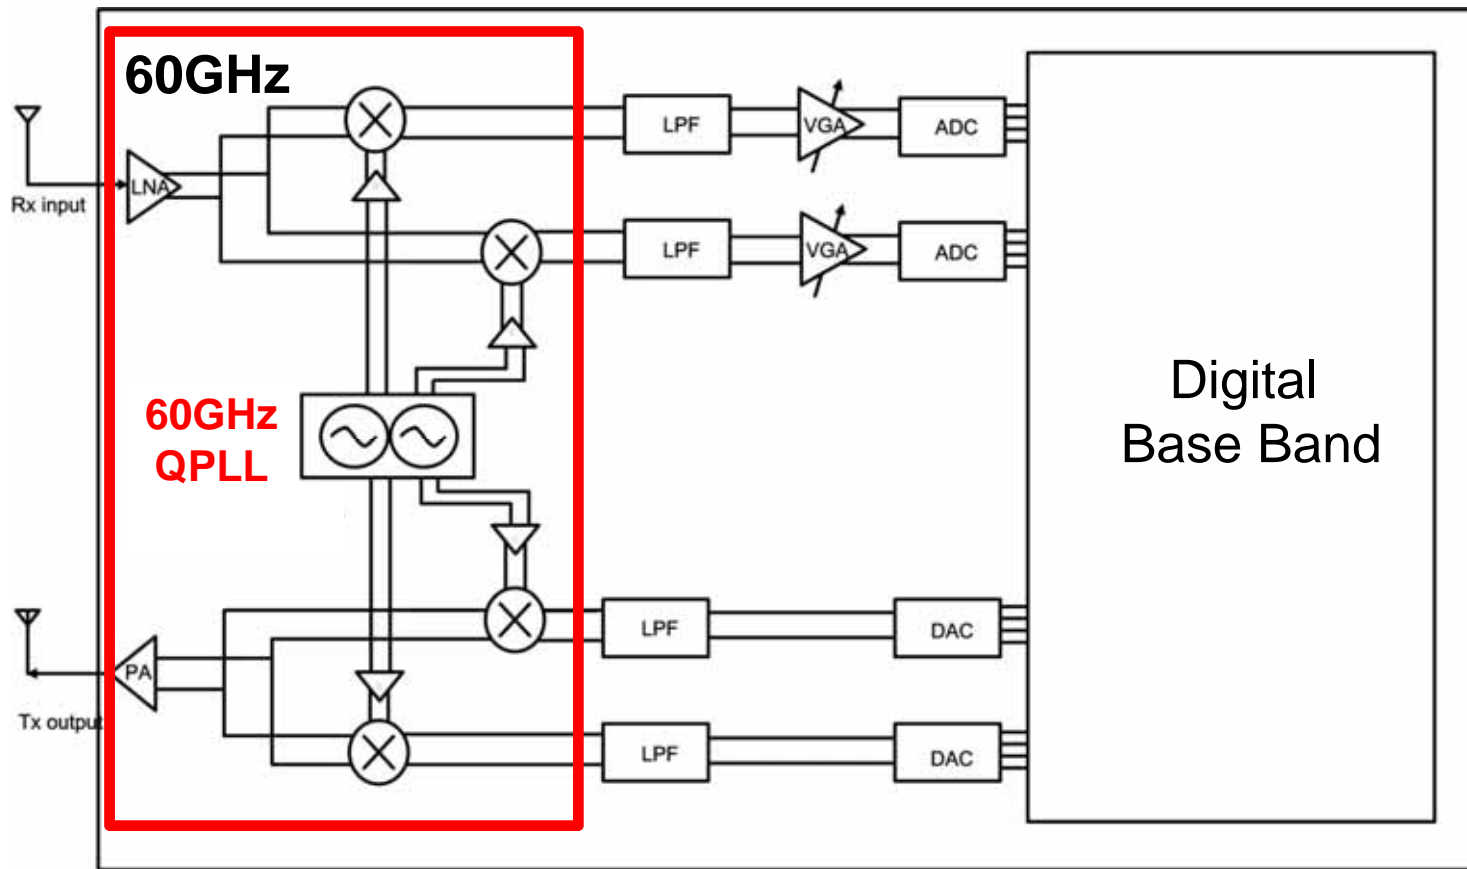 60GHz
LPF
VGA
ADC
LNA
Rx input
LPF
VGA
ADC
60GHz
QPLL
Digital
Base Band
LPF
DAC
PA
Tx output
LPF
DAC